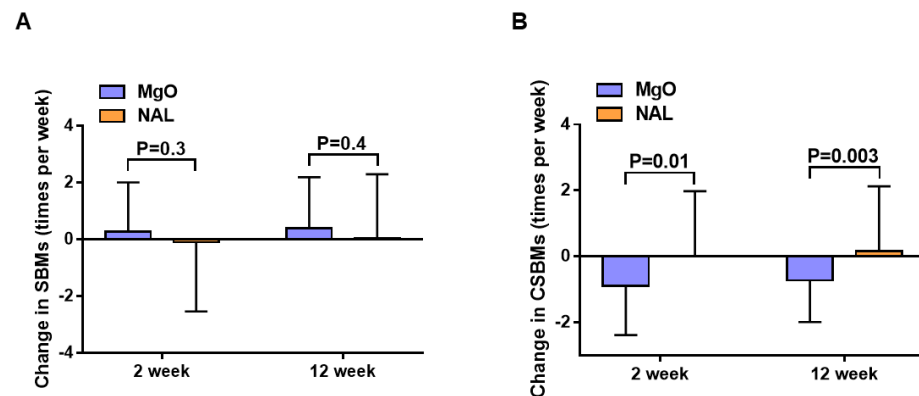 A
Change in SBMs (times per week)
MgO
NAL
4
2
0
-2
-4
P=0.3
P=0.4
2 week
12 week
B
Change in CSBMs (times per week)
MgO
NAL
4
2
0
-2
P=0.01
P=0.003
2 week
12 week